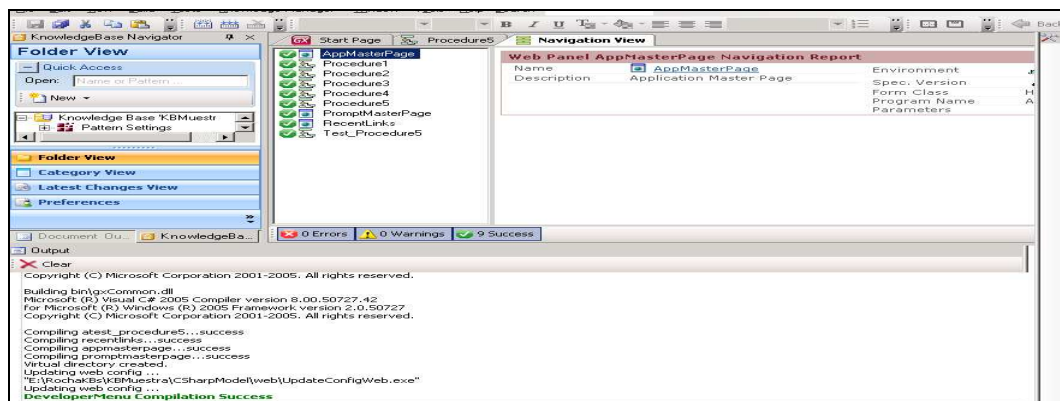 KnowledgeBase Navigator
Start Page
Procedure5
Navigation View
Folder View
Quick Access
Open: Name or Pattern
New
Knowledge Base 'KBMuestr
Pattern Settings
Folder View
Category View
Latest Changes View
Preferences
Document Ou...
KnowledgeBa...
AppMasterPage
Procedure1
Procedure2
Procedure3
Procedure4
Procedure5
PromptMasterPage
RecentLinks
Test_Procedure5
0 Errors
0 Warnings
9 Success
Web Panel AppMasterPage Navigation Report
Name AppMasterPage
Description Application Master Page
Environment
Spec. Version
Form Class H
Program Name A
Parameters
Back
Output
Clear
Copyright (C) Microsoft Corporation 2001-2005. All rights reserved.
Building bin\gxCommon.dll
Microsoft (R) Visual C# 2005 Compiler version 8.00.50727.42
for Microsoft (R) Windows (R) 2005 Framework version 2.0.50727
Copyright (C) Microsoft Corporation 2001-2005. All rights reserved.
Compiling atest_procedure5...success
Compiling recentlinks...success
Compiling appmasterpage...success
Compiling promptmasterpage...success
Virtual directory created.
Updating web config ...
"E:\RochaKBs\KBMuestra\CSharpModel\web\UpdateConfigWeb.exe"
Updating web config ...
DeveloperMenu Compilation Success